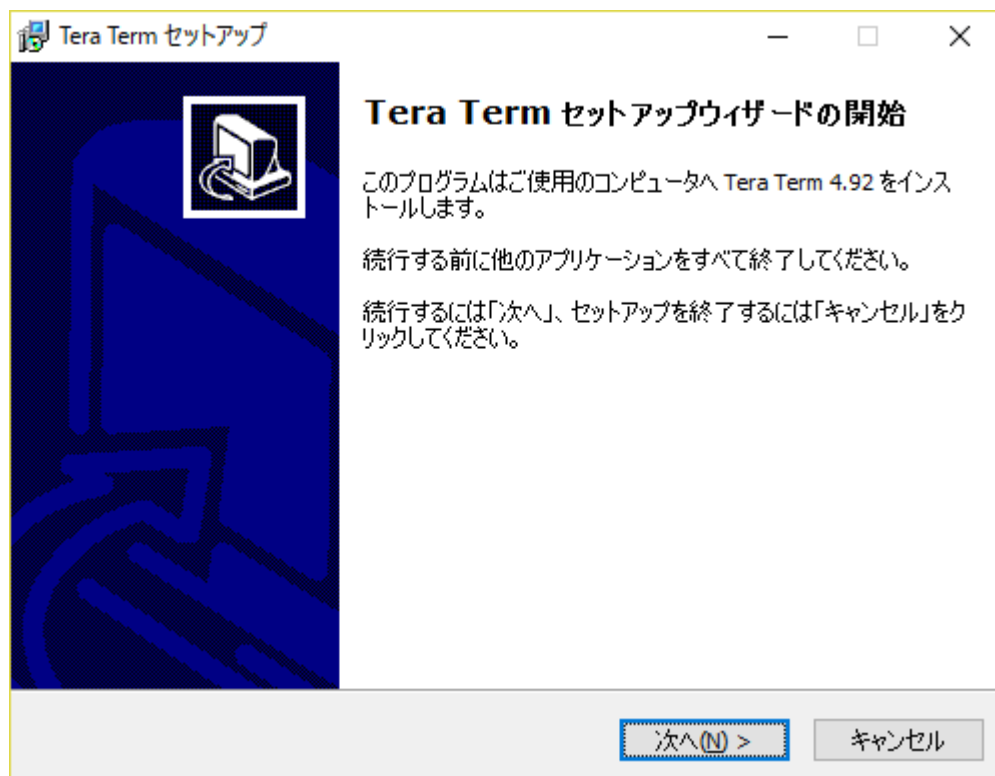 Tera Term セットアップ
Tera Term セットアップウィザードの開始
このプログラムはご使用のコンピュータへ Tera Term 4.92 をインス
トールします。
続行する前に他のアプリケーションをすべて終了してください。
続行するには「次へ」、セットアップを終了するには「キャンセル」をク
リックしてください。
次へ(N) >
キャンセル